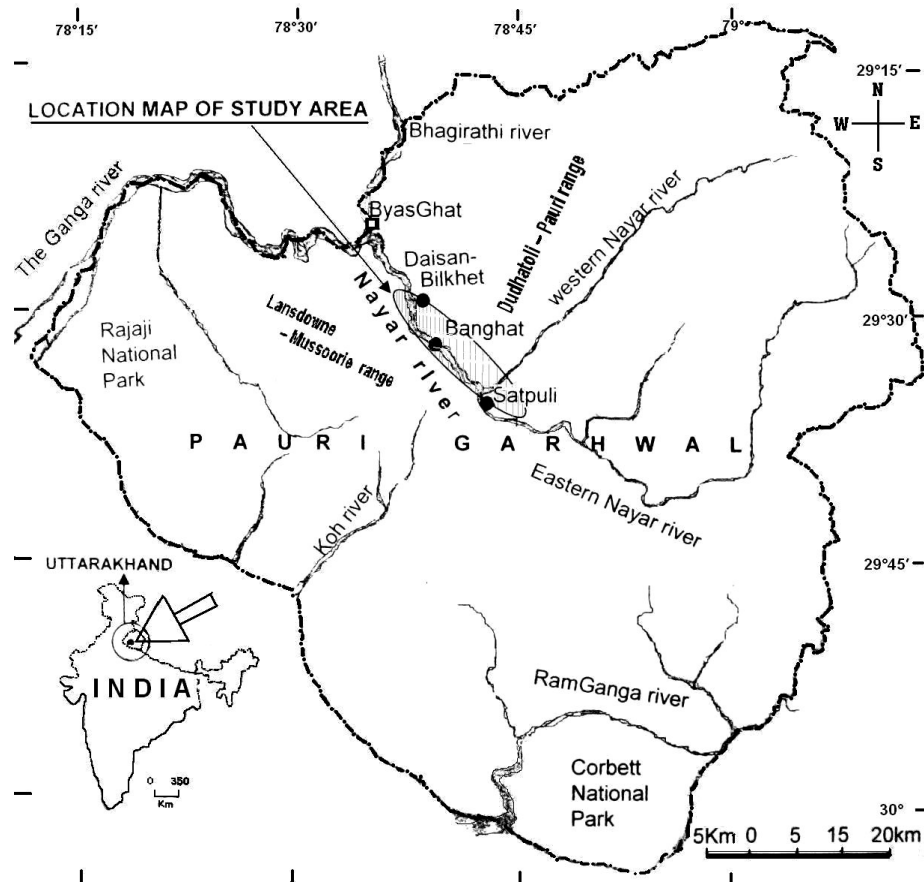 78°15′
78°30′
78°45′
79°
29°15′
N
W E
S
LOCATION MAP OF STUDY AREA
Bhagirathi river
The Ganga river
ByasGhat
Dudhatoli - Pauri range
western Nayar river
Daisan-
Bilkhet
Nayar river
Lansdowne
- Mussoorie range
Banghat
29°30′
Rajaji
National
Park
Satpuli
PAURI GARHWAL
Eastern Nayar river
Koh river
29°45′
UTTARAKHAND
INDIA
RamGanga river
0 350
Km
Corbett
National
Park
30°
5Km 0 5 15 20km